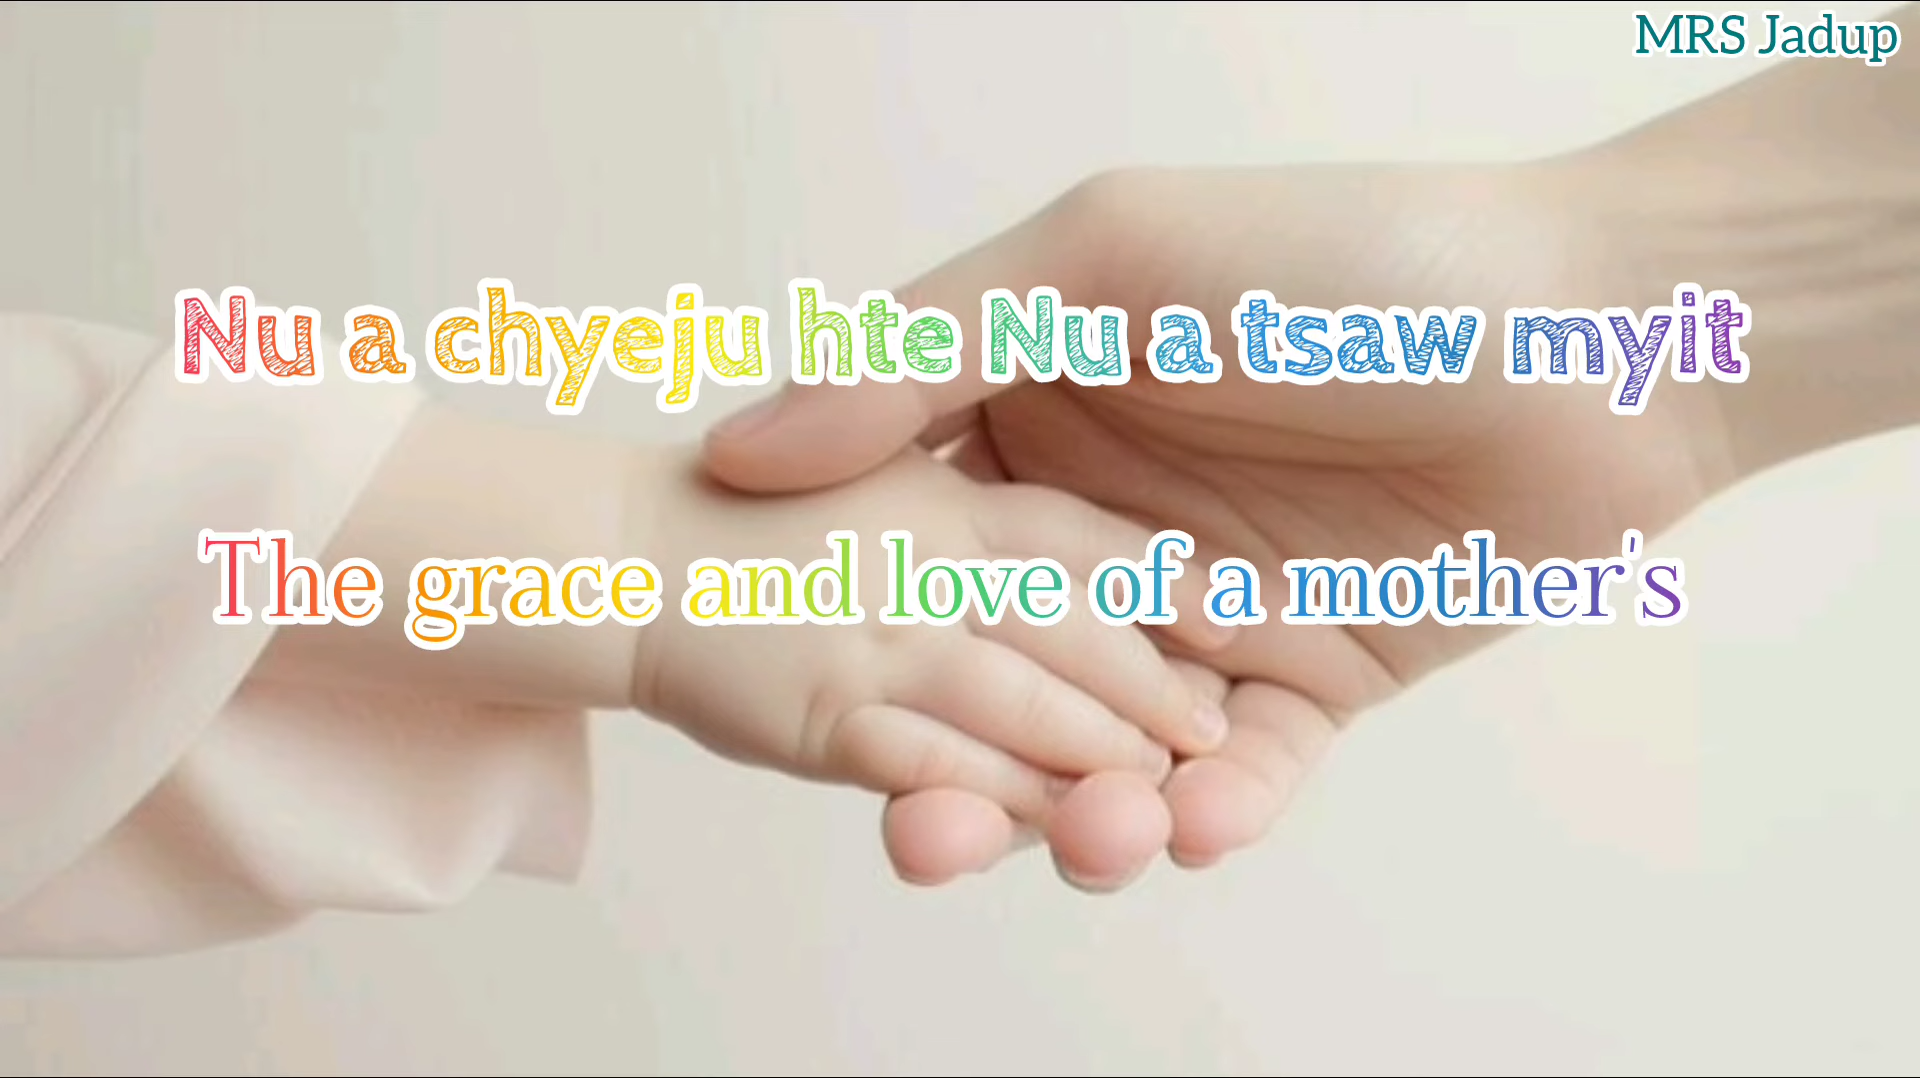 MRS Jadup
Nu a chyeju hte Nu a tsaw myit
The grace and love of a mother's